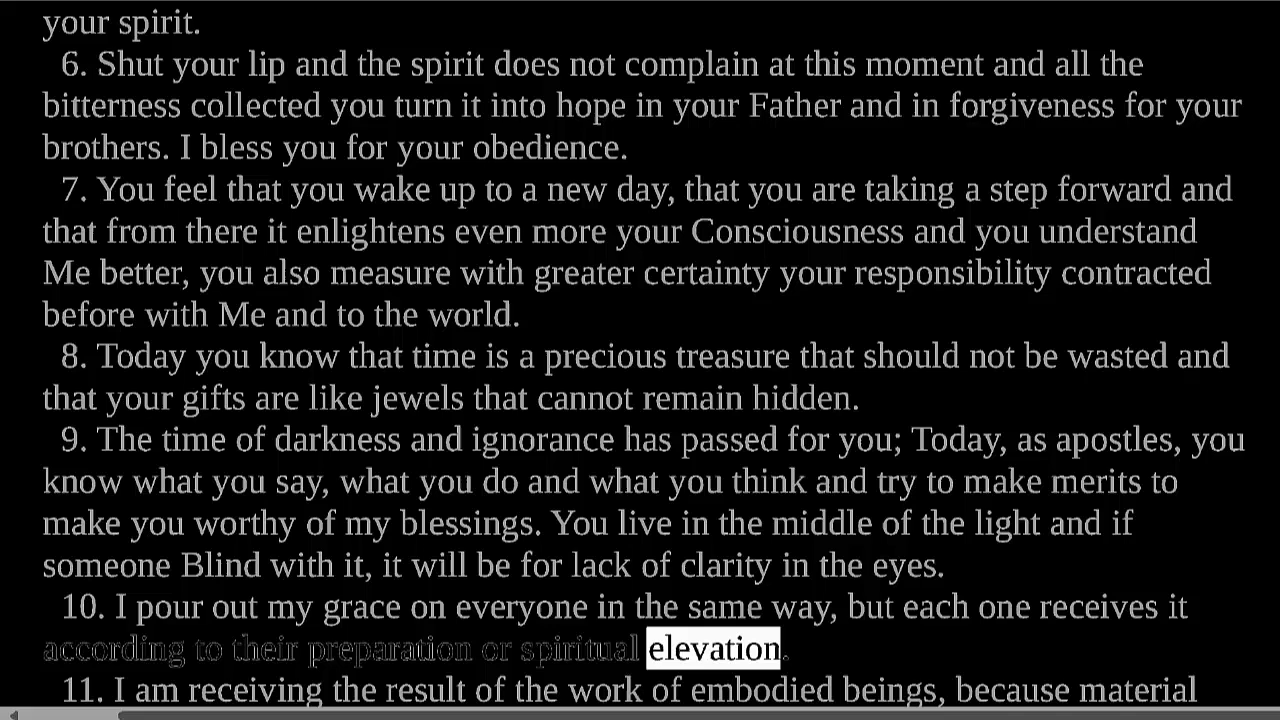 your spirit.
6. Shut your lip and the spirit does not complain at this moment and all the
bitterness collected you turn it into hope in your Father and in forgiveness for your
brothers. I bless you for your obedience.
7. You feel that you wake up to a new day, that you are taking a step forward and
that from there it enlightens even more your Consciousness and you understand
Me better, you also measure with greater certainty your responsibility contracted
before with Me and to the world.
8. Today you know that time is a precious treasure that should not be wasted and
that your gifts are like jewels that cannot remain hidden.
9. The time of darkness and ignorance has passed for you; Today, as apostles, you
know what you say, what you do and what you think and try to make merits to
make you worthy of my blessings. You live in the middle of the light and if
someone Blind with it, it will be for lack of clarity in the eyes.
10. I pour out my grace on everyone in the same way, but each one receives it
according to their preparation or spiritual elevation.
11. I am receiving the result of the work of embodied beings, because material